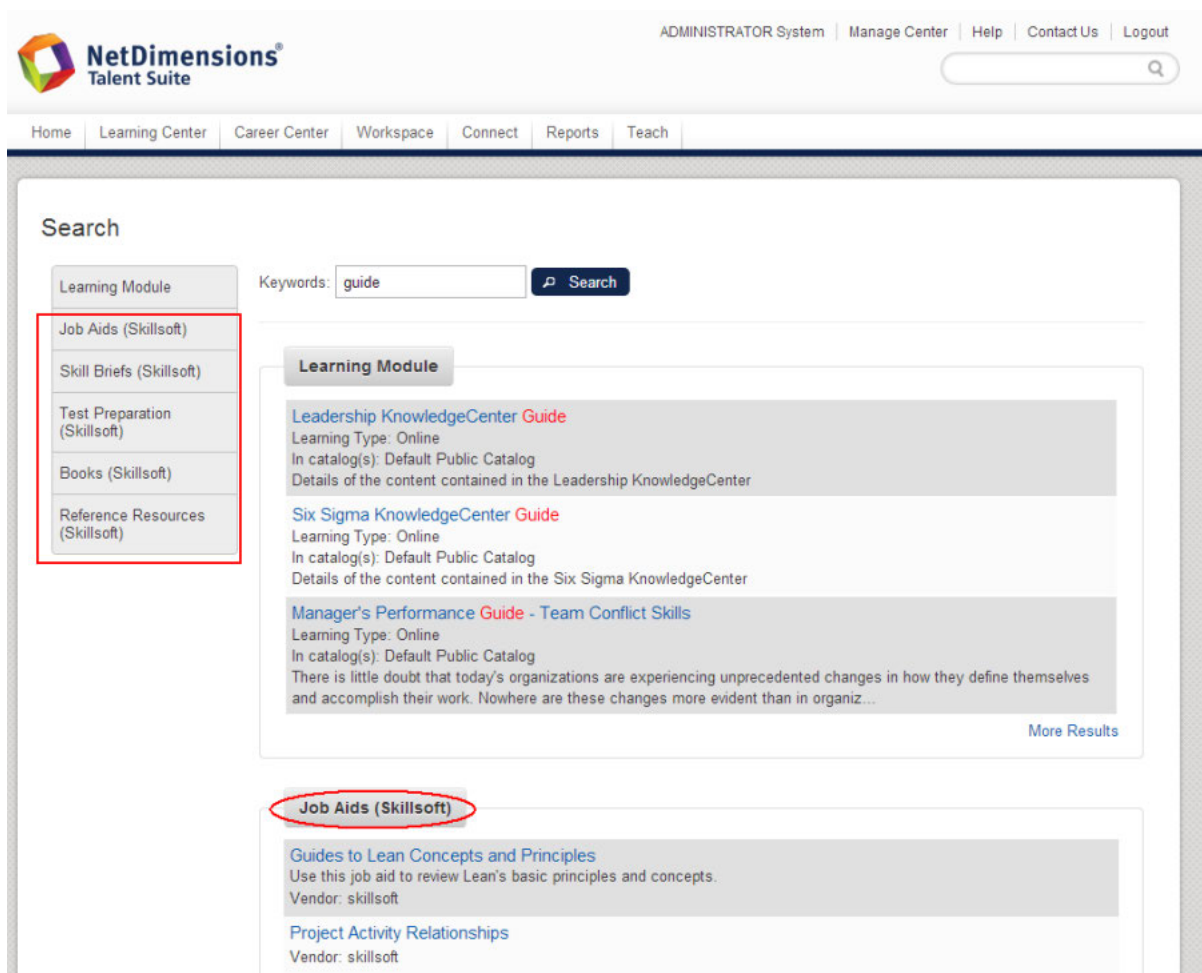 ADMINISTRATOR System | Manage Center | Help | Contact Us | Logout
NetDimensions®
Talent Suite
Home | Learning Center | Career Center | Workspace | Connect | Reports | Teach
Search
Learning Module
Job Aids (Skillsoft)
Skill Briefs (Skillsoft)
Test Preparation
(Skillsoft)
Books (Skillsoft)
Reference Resources
(Skillsoft)
Keywords: guide Search
Learning Module
Leadership KnowledgeCenter Guide
Learning Type: Online
In catalog(s): Default Public Catalog
Details of the content contained in the Leadership KnowledgeCenter
Six Sigma KnowledgeCenter Guide
Learning Type: Online
In catalog(s): Default Public Catalog
Details of the content contained in the Six Sigma KnowledgeCenter
Manager's Performance Guide - Team Conflict Skills
Learning Type: Online
In catalog(s): Default Public Catalog
There is little doubt that today's organizations are experiencing unprecedented changes in how they define themselves
and accomplish their work. Nowhere are these changes more evident than in organiz...
More Results
Job Aids (Skillsoft)
Guides to Lean Concepts and Principles
Use this job aid to review Lean's basic principles and concepts.
Vendor: skillsoft
Project Activity Relationships
Vendor: skillsoft